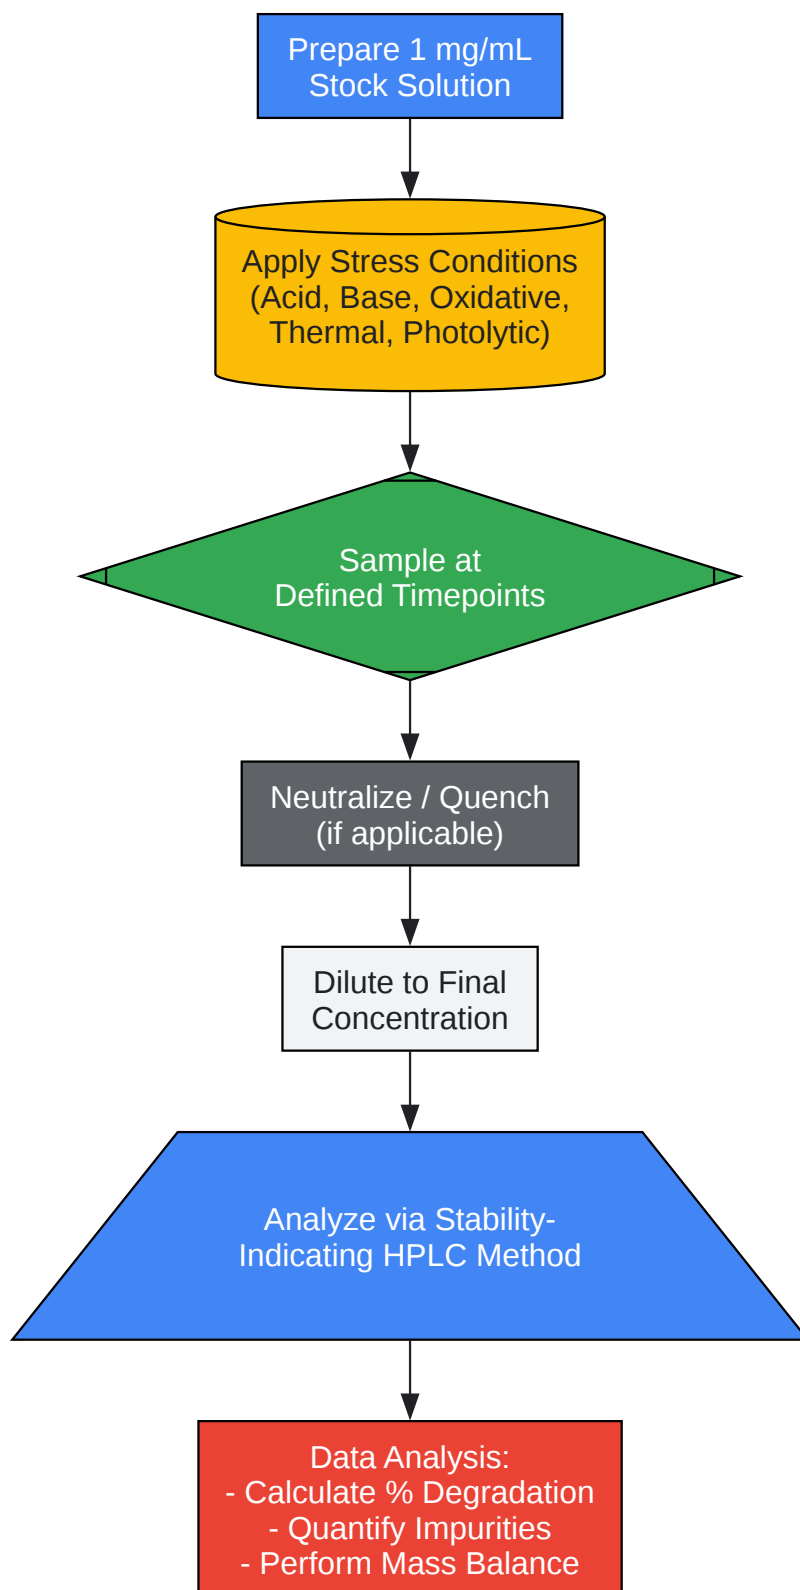 Prepare 1 mg/mL
Stock Solution
Apply Stress Conditions
(Acid, Base, Oxidative,
Thermal, Photolytic)
Sample at
Defined Timepoints
Neutralize / Quench
(if applicable)
Dilute to Final
Concentration
Analyze via Stability-
Indicating HPLC Method
Data Analysis:
- Calculate % Degradation
- Quantify Impurities
- Perform Mass Balance